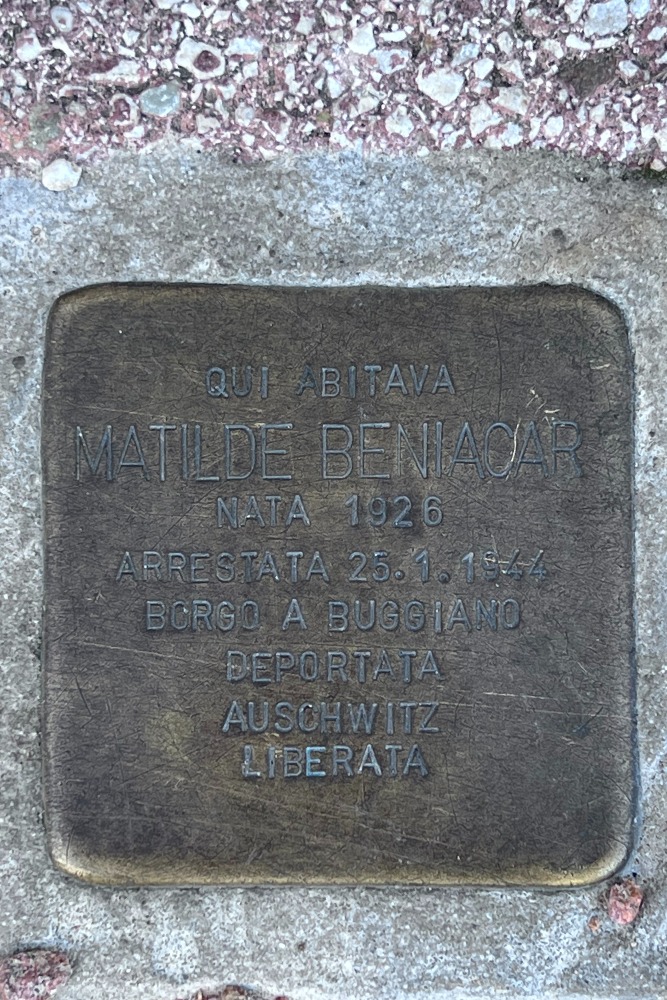 QUI ABITAVA
MATILDE BENIACAR
NATA 1926
ARRESTATA 25.1.1944
BORGO A BUGGIANO
DEPORTATA
AUSCHWITZ
LIBERATA